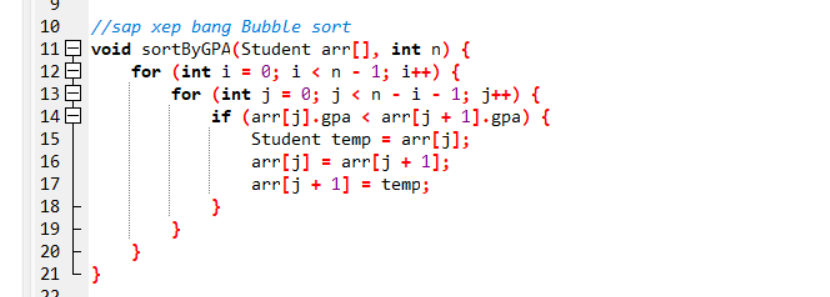 9
10 //sap xep bang Bubble sort
11 void sortByGPA(Student arr[], int n) {
12 for (int i = 0; i < n - 1; i++) {
13 for (int j = 0; j < n - i - 1; j++) {
14 if (arr[j].gpa < arr[j + 1].gpa) {
15 Student temp = arr[j];
16 arr[j] = arr[j + 1];
17 arr[j + 1] = temp;
18 }
19 }
20 }
21 }
22